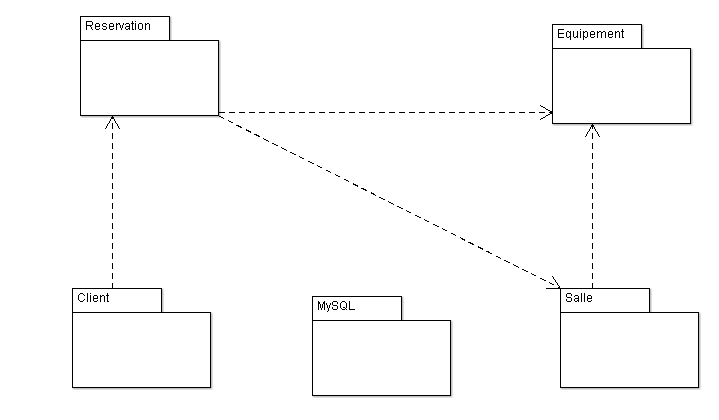 Reservation
Equipement
Client
MySQL
Salle